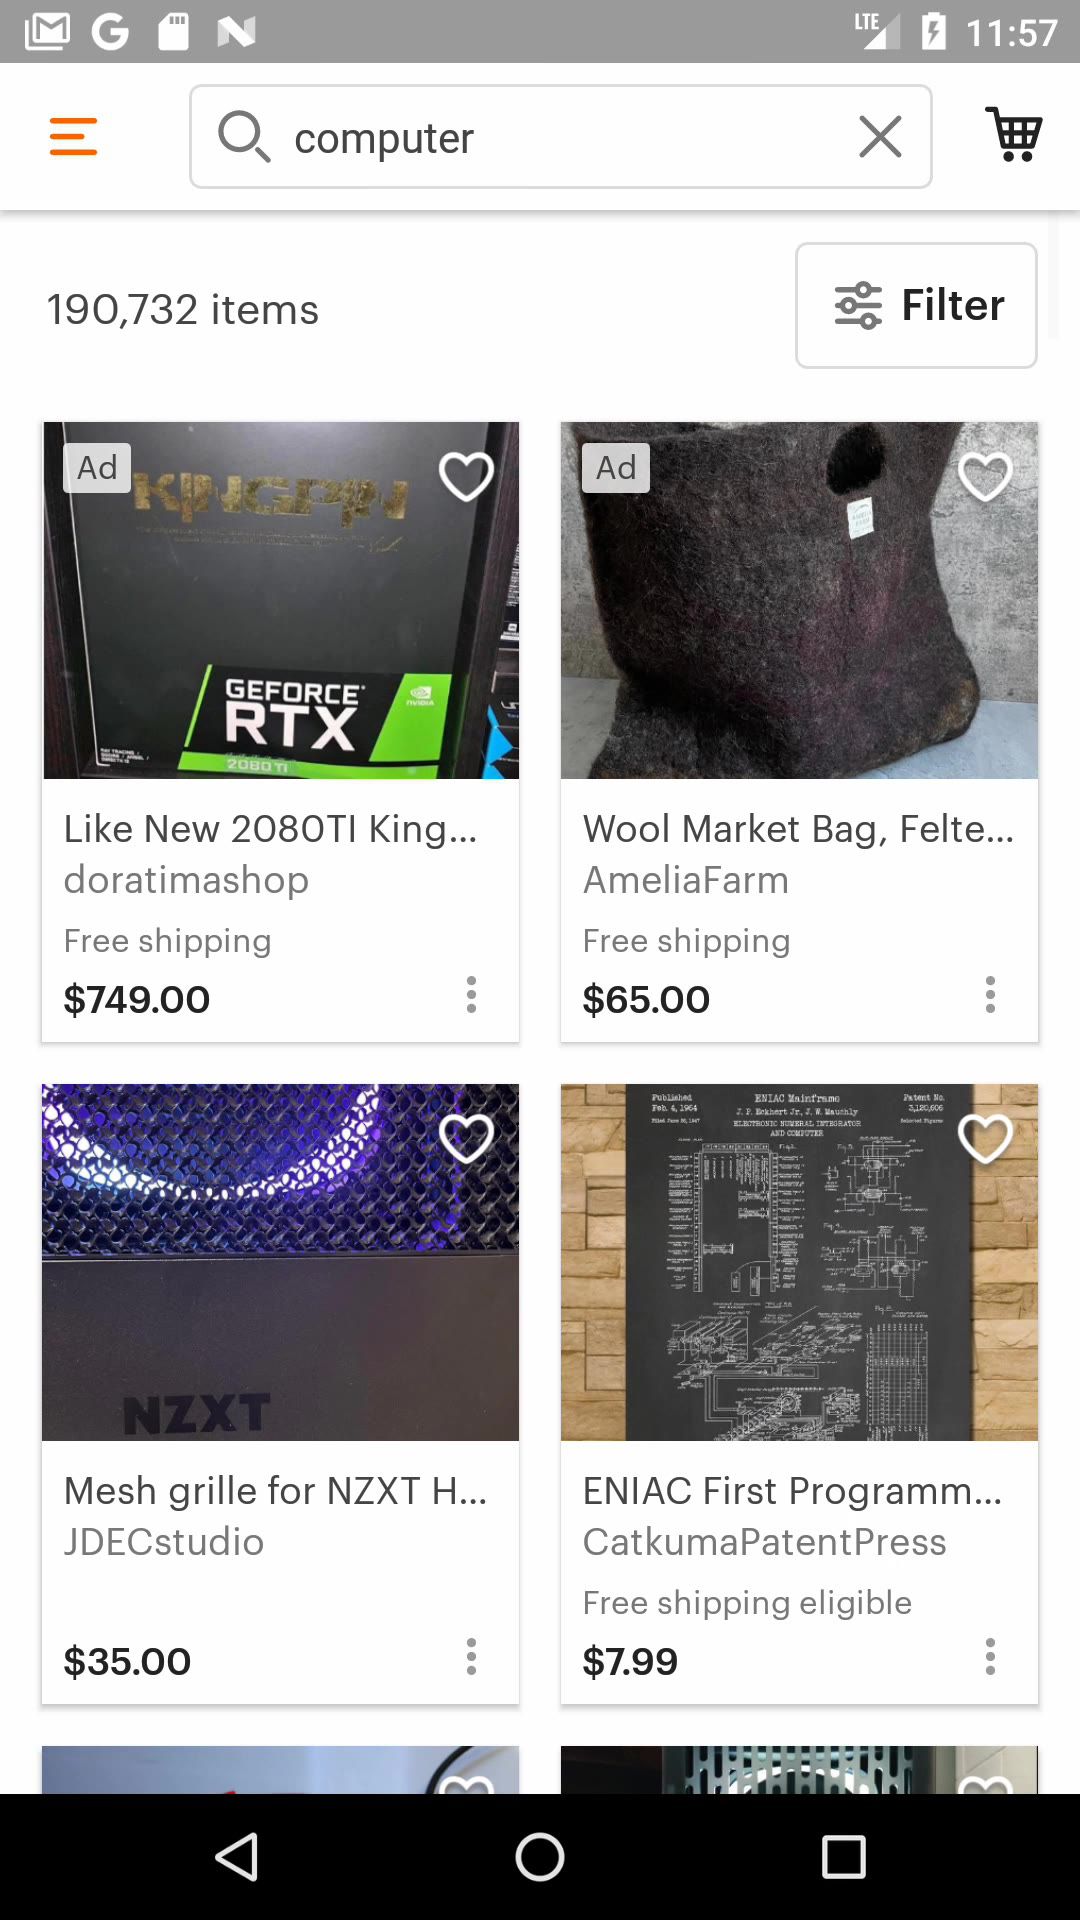 LTE
11:57
computer
190,732 items
Filter
Ad
KINGPIN
GEFORCE
RTX
2080 TI
NVIDIA
Ad
Like New 2080TI King...
doratimashop
Free shipping
$749.00
Wool Market Bag, Felte...
AmeliaFarm
Free shipping
$65.00
NZXT
Published
Feb. 4, 1964
ENIAC Mainframe
J. P. Eckhert Jr., J. W. Mauchly
ELECTRONIC NUMERAL INTEGRATOR
AND COMPUTER
Patent No.
3,120,606
Mesh grille for NZXT H...
JDECstudio
$35.00
ENIAC First Programm...
CatkumaPatentPress
Free shipping eligible
$7.99